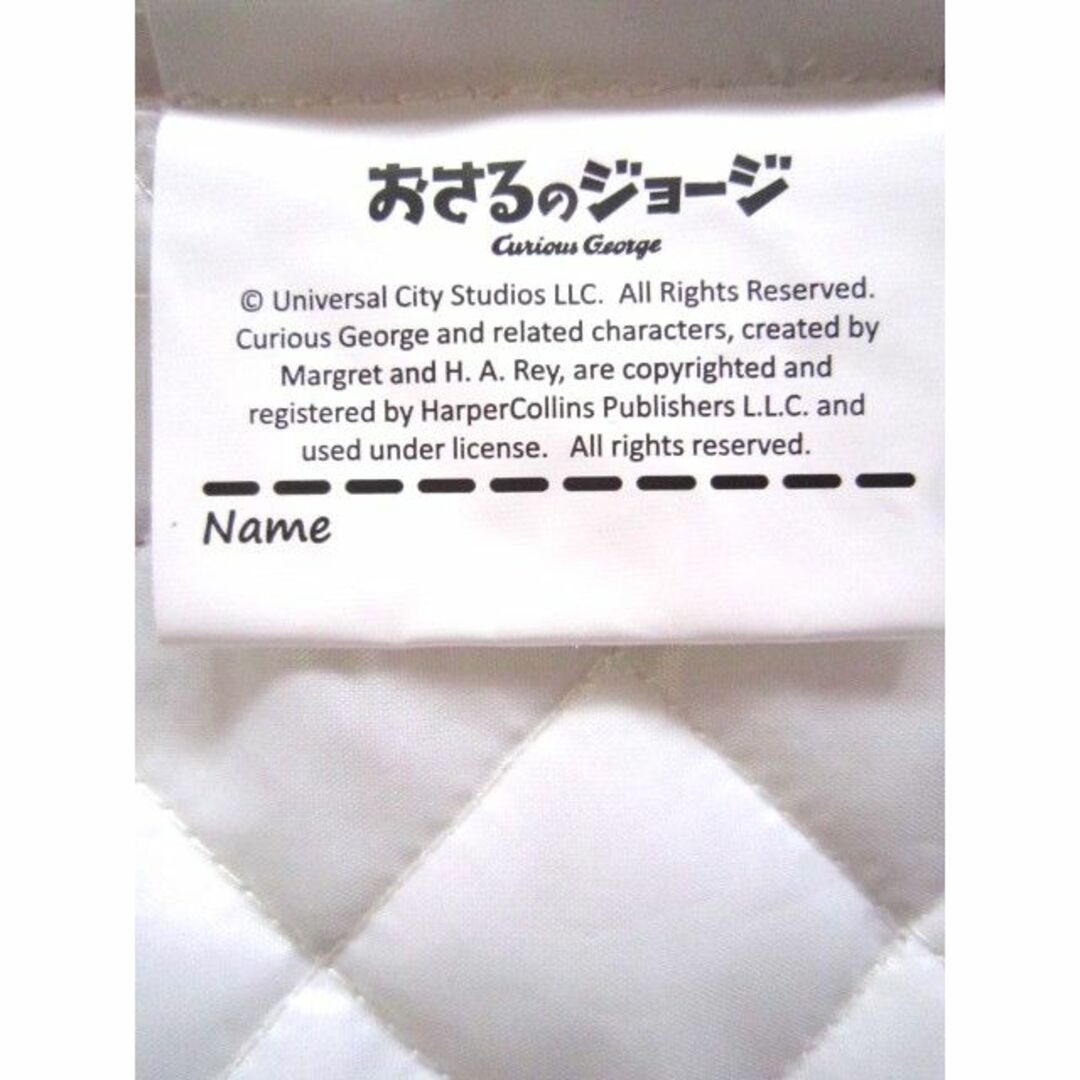 おさるのジョージ
Curious George
© Universal City Studios LLC.  All Rights Reserved.
Curious George and related characters, created by
Margret and H. A. Rey, are copyrighted and
registered by HarperCollins Publishers L.L.C. and
used under license.   All rights reserved.
Name